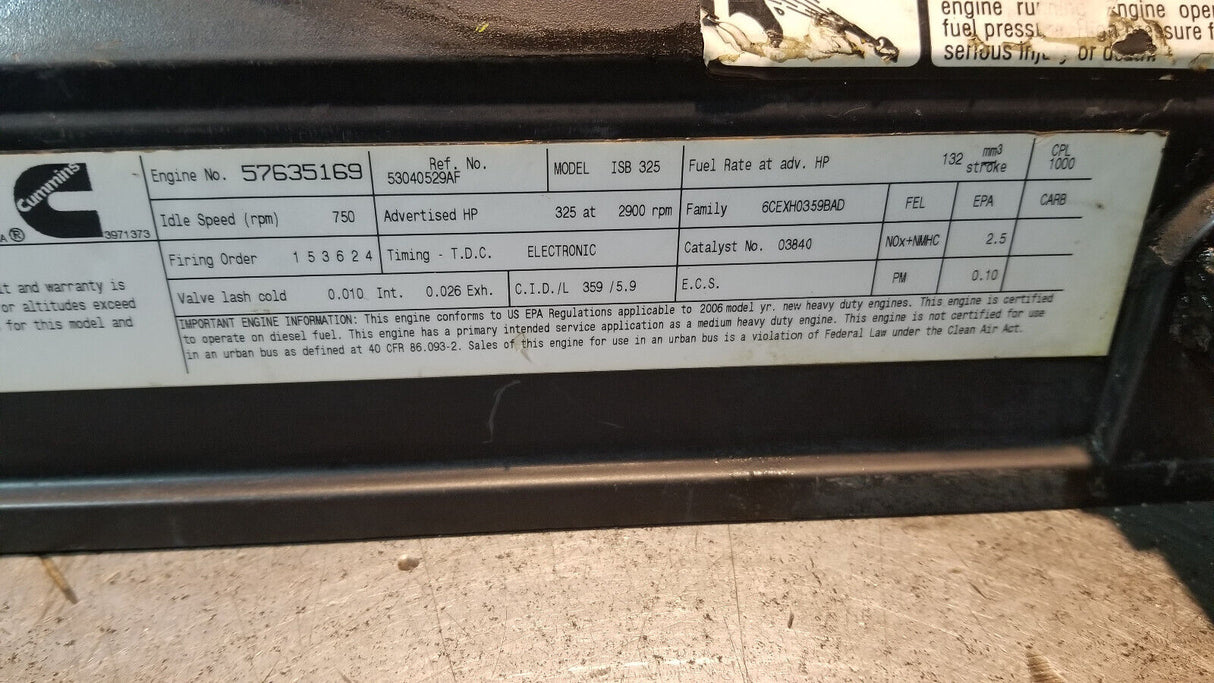 engine
ngine
fuel
sure
serious or
Cummins
A®
3971373
Engine No. 57635169
Ref. No.
53040529AF
MODEL ISB 325
Fuel Rate at adv. HP 132 mm3
stroke
CPL
1000
Idle Speed (rpm) 750
Advertised HP 325 at 2900 rpm
Family 6CEXH0359BAD
FEL
EPA
CARB
Firing Order 1 5 3 6 2 4
Timing - T.D.C. ELECTRONIC
Catalyst No. 03840
NOx+NMHC
2.5
Valve lash cold 0.010 Int. 0.026 Exh.
C.I.D./L 359 /5.9
E.C.S.
PM
0.10
it and warranty is
or altitudes exceed
for this model and
IMPORTANT ENGINE INFORMATION: This engine conforms to US EPA Regulations applicable to 2006 model yr. new heavy duty engines. This engine is certified
to operate on diesel fuel. This engine has a primary intended service application as a medium heavy duty engine. This engine is not certified for use
in an urban bus as defined at 40 CFR 86.093-2. Sales of this engine for use in an urban bus is a violation of Federal Law under the Clean Air Act.